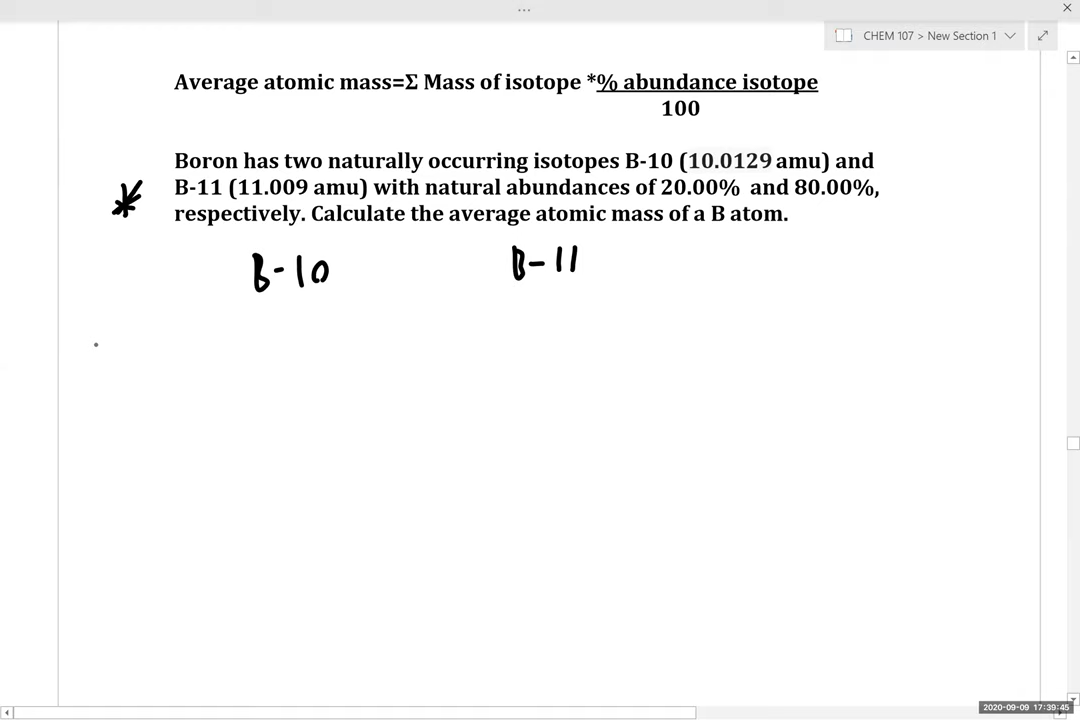 CHEM 107 > New Section 1
Average atomic mass=Σ Mass of isotope *% abundance isotope
100
Boron has two naturally occurring isotopes B-10 (10.0129 amu) and
B-11 (11.009 amu) with natural abundances of 20.00% and 80.00%,
respectively. Calculate the average atomic mass of a B atom.
B-10 B-11
2020-09-09 17:39:45